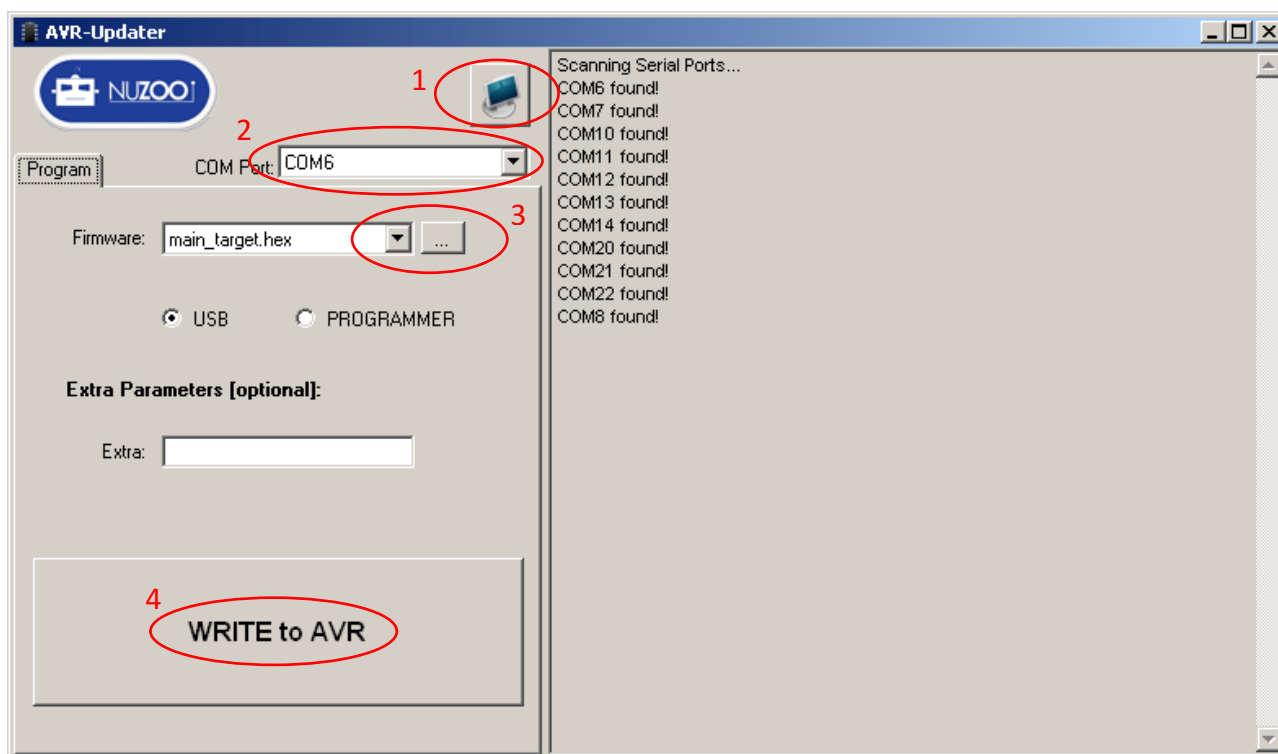 AVR-Updater
NUZOO
1
2
COM Port: COM6
Program
3
Firmware: main_target.hex ...
USB PROGRAMMER
Extra Parameters [optional]:
Extra:
4
WRITE to AVR
Scanning Serial Ports...
COM6 found!
COM7 found!
COM10 found!
COM11 found!
COM12 found!
COM13 found!
COM14 found!
COM20 found!
COM21 found!
COM22 found!
COM8 found!